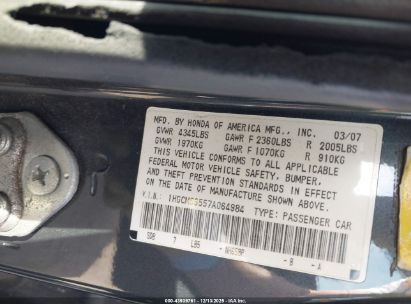 MFD. BY HONDA OF AMERICA MFG., INC. 03/07
GVWR 4345LBS GAWR F 2360LBS R 2005LBS
GVWR 1970KG GAWR F 1070KG R 910KG
THIS VEHICLE CONFORMS TO ALL APPLICABLE
FEDERAL MOTOR VEHICLE SAFETY, BUMPER,
AND THEFT PREVENTION STANDARDS IN EFFECT
ON THE DATE OF MANUFACTURE SHOWN ABOVE.
V.I.N. TYPE: PASSENGER CAR
7 - B - A